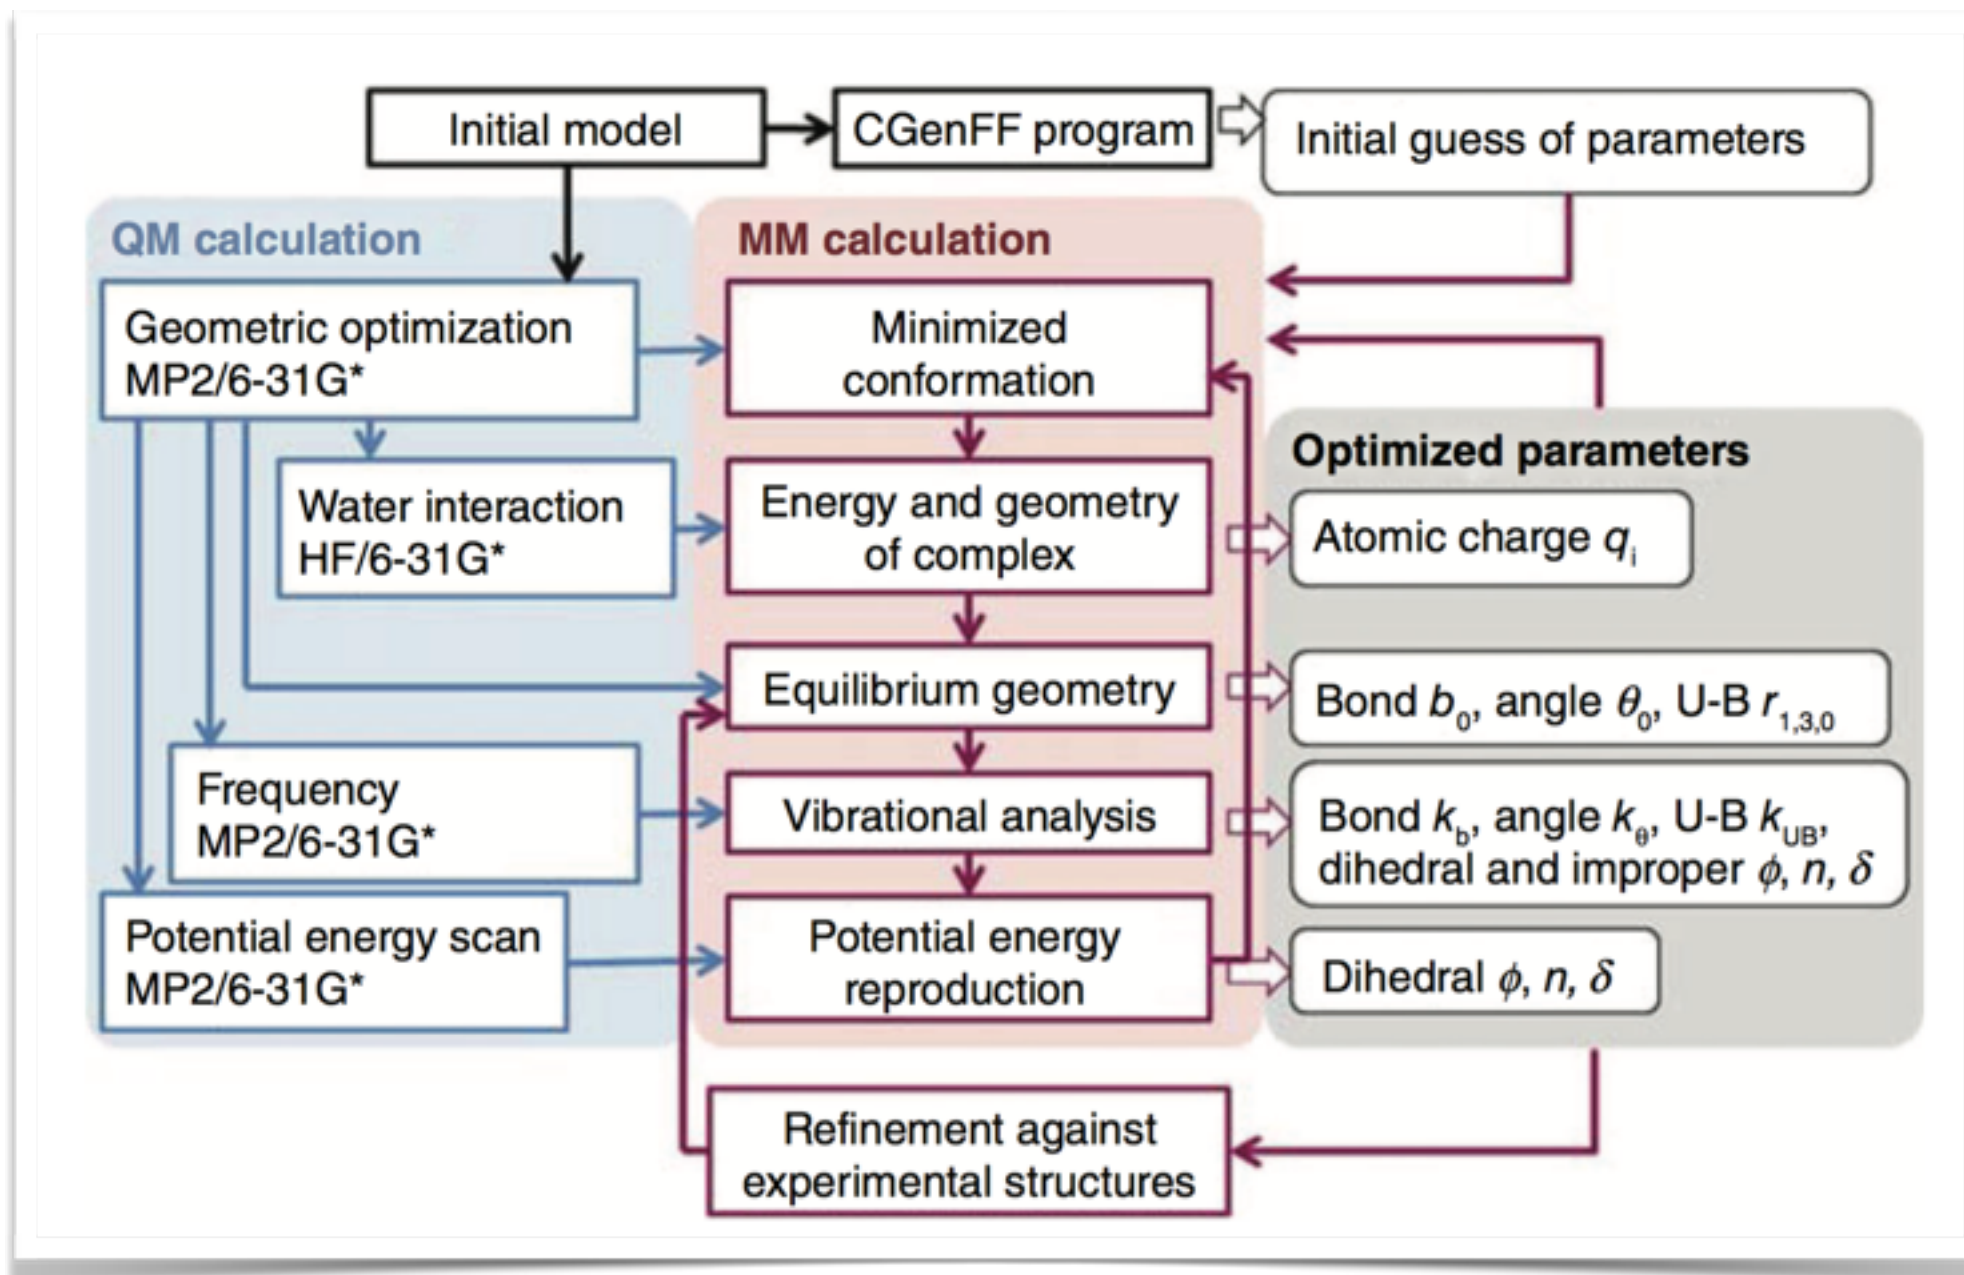 Initial model
CGenFF program
Initial guess of parameters
QM calculation
MM calculation
Geometric optimization
MP2/6-31G*
Minimized
conformation
Optimized parameters
Water interaction
HF/6-31G*
Energy and geometry
of complex
Atomic charge qi
Equilibrium geometry
Bond b0, angle θ0, U-B r1,3,0
Frequency
MP2/6-31G*
Vibrational analysis
Bond kb, angle kθ, U-B kUB,
dihedral and improper ϕ, n, δ
Potential energy scan
MP2/6-31G*
Potential energy
reproduction
Dihedral ϕ, n, δ
Refinement against
experimental structures